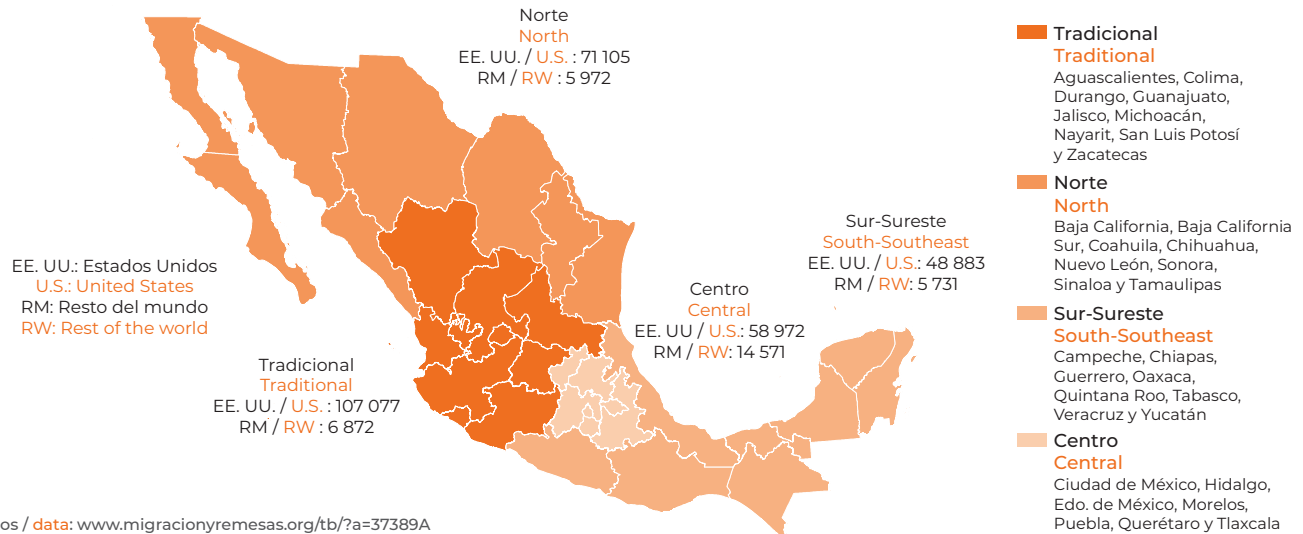 Norte
North
EE. UU. / U.S. : 71 105
RM / RW : 5 972
Sur-Sureste
South-Southeast
EE. UU. / U.S.: 48 883
RM / RW: 5 731
EE. UU.: Estados Unidos
U.S.: United States
RM: Resto del mundo
RW: Rest of the world
Centro
Central
EE. UU / U.S.: 58 972
RM / RW: 14 571
Tradicional
Traditional
EE. UU. / U.S. : 107 077
RM / RW : 6 872
os / data: www.migracionyremesas.org/tb/?a=37389A
Tradicional
Traditional
Aguascalientes, Colima,
Durango, Guanajuato,
Jalisco, Michoacán,
Nayarit, San Luis Potosí
y Zacatecas
Norte
North
Baja California, Baja California
Sur, Coahuila, Chihuahua,
Nuevo León, Sonora,
Sinaloa y Tamaulipas
Sur-Sureste
South-Southeast
Campeche, Chiapas,
Guerrero, Oaxaca,
Quintana Roo, Tabasco,
Veracruz y Yucatán
Centro
Central
Ciudad de México, Hidalgo,
Edo. de México, Morelos,
Puebla, Querétaro y Tlaxcala